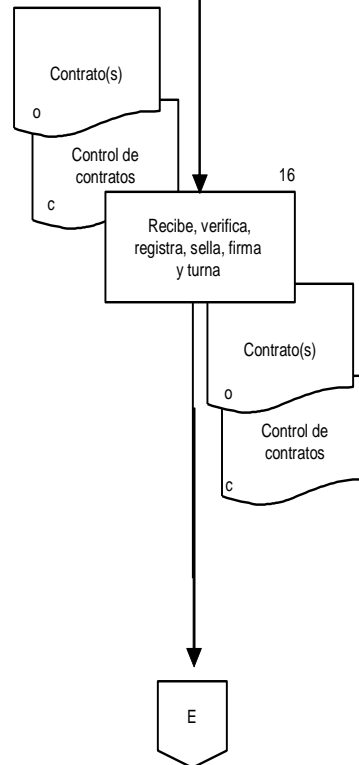 Contrato(s)
o
Control de
contratos
c
16
Recibe, verifica,
registra, sella, firma
y turna
Contrato(s)
o
Control de
contratos
c
E